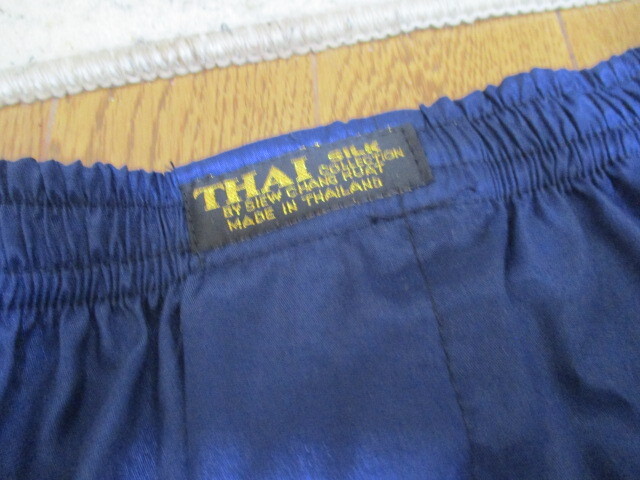 THAI SILK COLLECTION
BY SIEW CHANG HUAT
MADE IN THAILAND